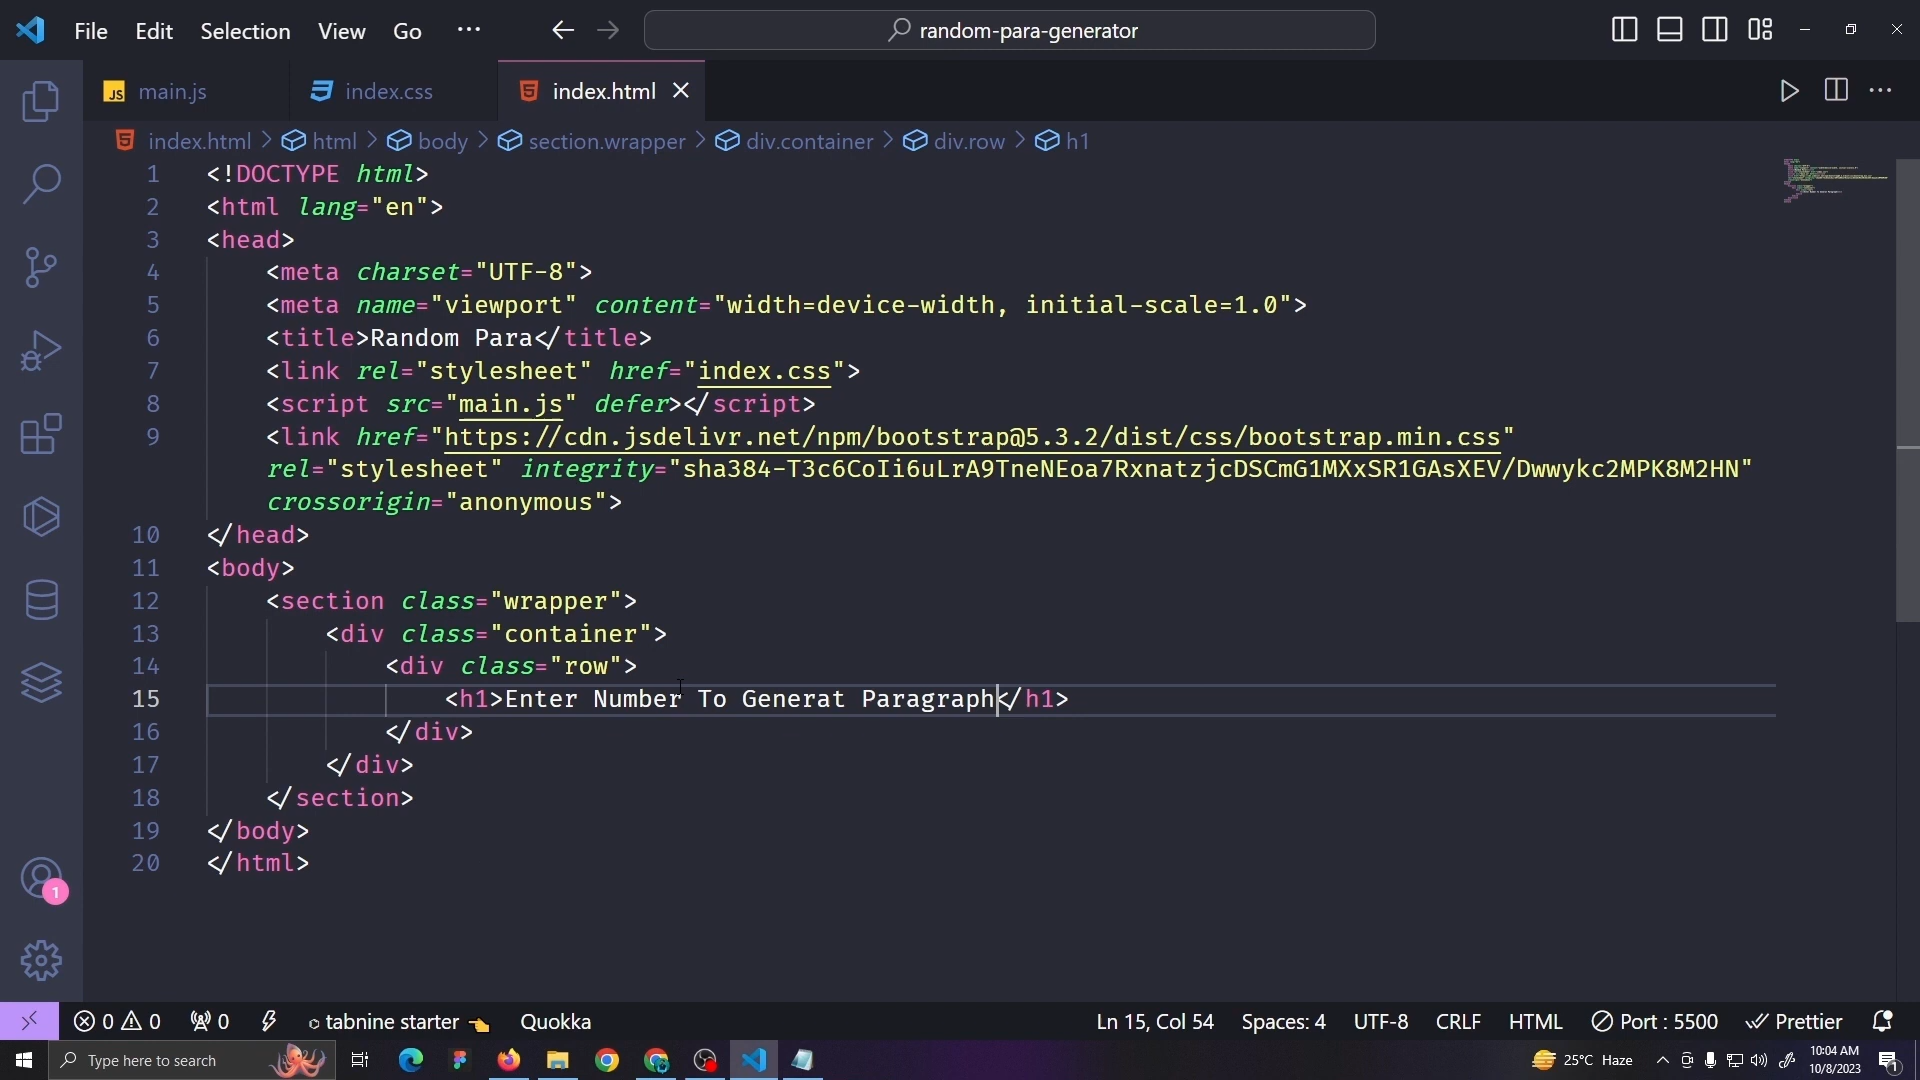 File Edit Selection View Go ··· random-para-generator
main.js index.css index.html
index.html > html > body > section.wrapper > div.container > div.row > h1
1 <!DOCTYPE html>
2 <html lang="en">
3 <head>
4 <meta charset="UTF-8">
5 <meta name="viewport" content="width=device-width, initial-scale=1.0">
6 <title>Random Para</title>
7 <link rel="stylesheet" href="index.css">
8 <script src="main.js" defer></script>
9 <link href="https://cdn.jsdelivr.net/npm/bootstrap@5.3.2/dist/css/bootstrap.min.css"
rel="stylesheet" integrity="sha384-T3c6CoIi6uLrA9TneNEoa7RxnatzjcDSCmG1MXxSR1GAsXEV/Dwwykc2MPK8M2HN"
crossorigin="anonymous">
10 </head>
11 <body>
12 <section class="wrapper">
13 <div class="container">
14 <div class="row">
15 <h1>Enter Number To Generat Paragraph</h1>
16 </div>
17 </div>
18 </section>
19 </body>
20 </html>
1
0 0 0 tabnine starter 👈 Quokka Ln 15, Col 54 Spaces: 4 UTF-8 CRLF HTML Port : 5500 Prettier
Type here to search 25°C Haze 10:04 AM
10/8/2023 1